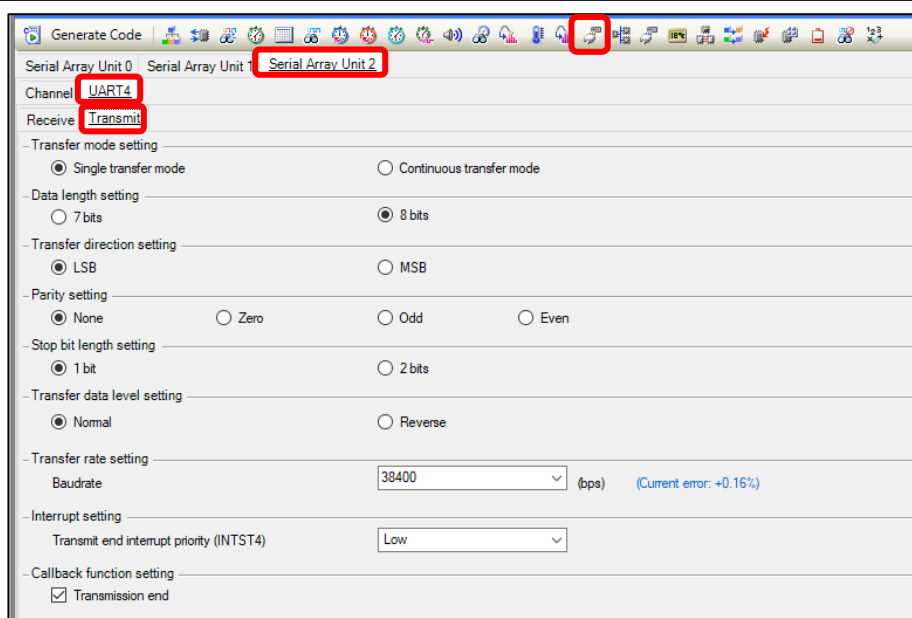 Generate Code
Serial Array Unit 0 Serial Array Unit 1 Serial Array Unit 2
Channel UART4
Receive Transmit
Transfer mode setting
Single transfer mode Continuous transfer mode
Data length setting
7 bits 8 bits
Transfer direction setting
LSB MSB
Parity setting
None Zero Odd Even
Stop bit length setting
1 bit 2 bits
Transfer data level setting
Normal Reverse
Transfer rate setting
Baudrate 38400 (bps) (Current error: +0.16%)
Interrupt setting
Transmit end interrupt priority (INTST4) Low
Callback function setting
Transmission end